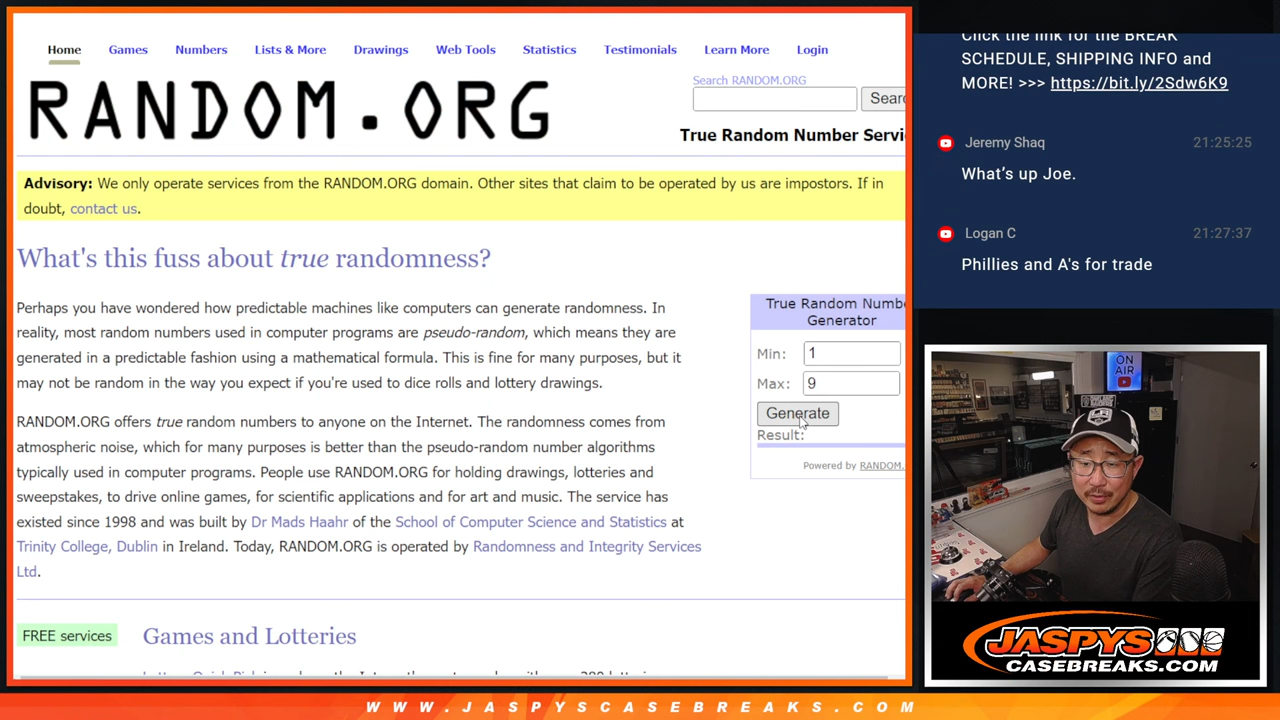 Home Games Numbers Lists & More Drawings Web Tools Statistics Testimonials Learn More Login
RANDOM.ORG
Search RANDOM.ORG
True Random Number Servi
Advisory: We only operate services from the RANDOM.ORG domain. Other sites that claim to be operated by us are impostors. If in
doubt, contact us.
What's this fuss about true randomness?
Perhaps you have wondered how predictable machines like computers can generate randomness. In
reality, most random numbers used in computer programs are pseudo-random, which means they are
generated in a predictable fashion using a mathematical formula. This is fine for many purposes, but it
may not be random in the way you expect if you're used to dice rolls and lottery drawings.
RANDOM.ORG offers true random numbers to anyone on the Internet. The randomness comes from
atmospheric noise, which for many purposes is better than the pseudo-random number algorithms
typically used in computer programs. People use RANDOM.ORG for holding drawings, lotteries and
sweepstakes, to drive online games, for scientific applications and for art and music. The service has
existed since 1998 and was built by Dr Mads Haahr of the School of Computer Science and Statistics at
Trinity College, Dublin in Ireland. Today, RANDOM.ORG is operated by Randomness and Integrity Services
Ltd.
True Random Numbe
Generator
Min: 1
Max: 9
Generate
Result:
Powered by RANDOM.
FREE services
Games and Lotteries
Click the link for the BREAK
SCHEDULE, SHIPPING INFO and
MORE! >>> https://bit.ly/2Sdw6K9
Jeremy Shaq 21:25:25
What's up Joe.
Logan C 21:27:37
Phillies and A's for trade
ON
AIR
JASPYS
CASEBREAKS.COM
WWW.JASPYSCASEBREAKS.COM